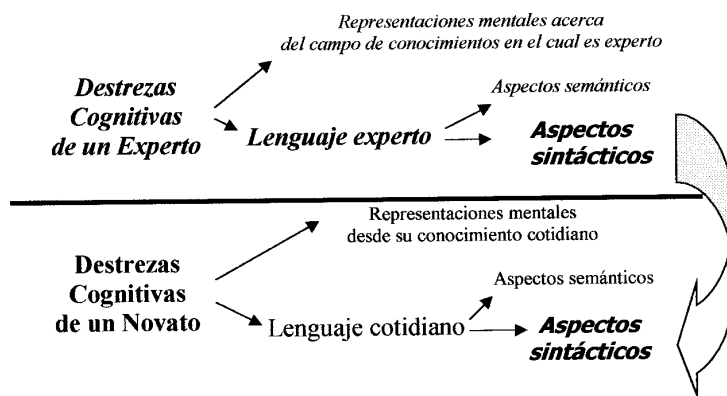 Representaciones mentales acerca
del campo de conocimientos en el cual es experto
Destrezas
Cognitivas
de un Experto
Aspectos semánticos
Lenguaje experto
Aspectos
sintácticos
Representaciones mentales
desde su conocimiento cotidiano
Destrezas
Cognitivas
de un Novato
Aspectos semánticos
Lenguaje cotidiano
Aspectos
sintácticos